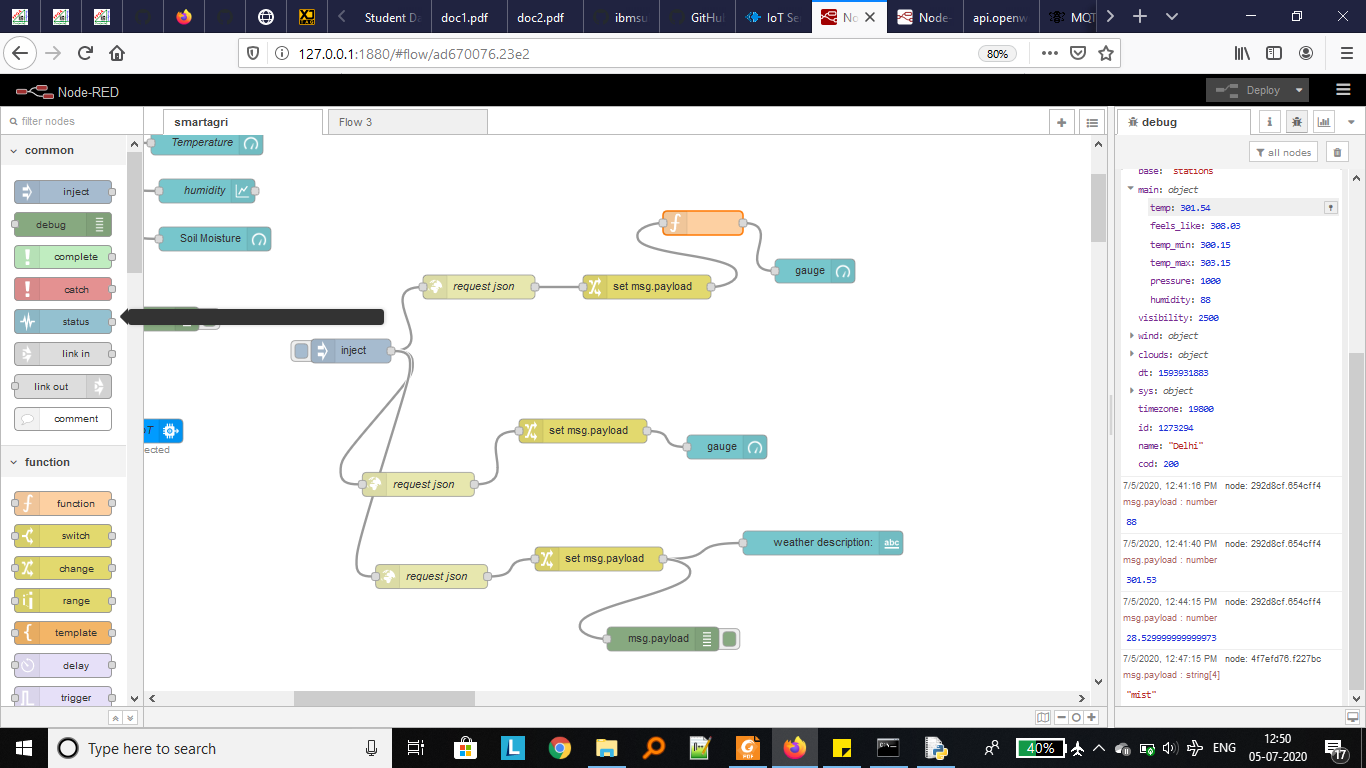 Student Da
doc1.pdf
doc2.pdf
ibmsu
GitHub
IoT Se
No
Node-
api.openw
MQT
127.0.0.1:1880/#flow/ad670076.23e2
80%
Node-RED
Deploy
filter nodes
smartagri
Flow 3
debug
i
all nodes
common
inject
debug
complete
catch
status
link in
link out
comment
function
function
switch
change
range
template
delay
trigger
Temperature
humidity
Soil Moisture
request json
set msg.payload
gauge
inject
ected
set msg.payload
gauge
request json
set msg.payload
weather description:
abc
request json
msg.payload
base: "stations"
main: object
temp: 301.54
feels_like: 308.03
temp_min: 300.15
temp_max: 303.15
pressure: 1000
humidity: 88
visibility: 2500
wind: object
clouds: object
dt: 1593931883
sys: object
timezone: 19800
id: 1273294
name: "Delhi"
cod: 200
7/5/2020, 12:41:16 PM node: 292d8cf.654cff4
msg.payload : number
88
7/5/2020, 12:41:40 PM node: 292d8cf.654cff4
msg.payload : number
301.53
7/5/2020, 12:44:15 PM node: 292d8cf.654cff4
msg.payload : number
28.529999999999973
7/5/2020, 12:47:15 PM node: 4f7efd76.f227bc
msg.payload : string[4]
"mist"
Type here to search
L
40%
ENG
12:50
05-07-2020
17